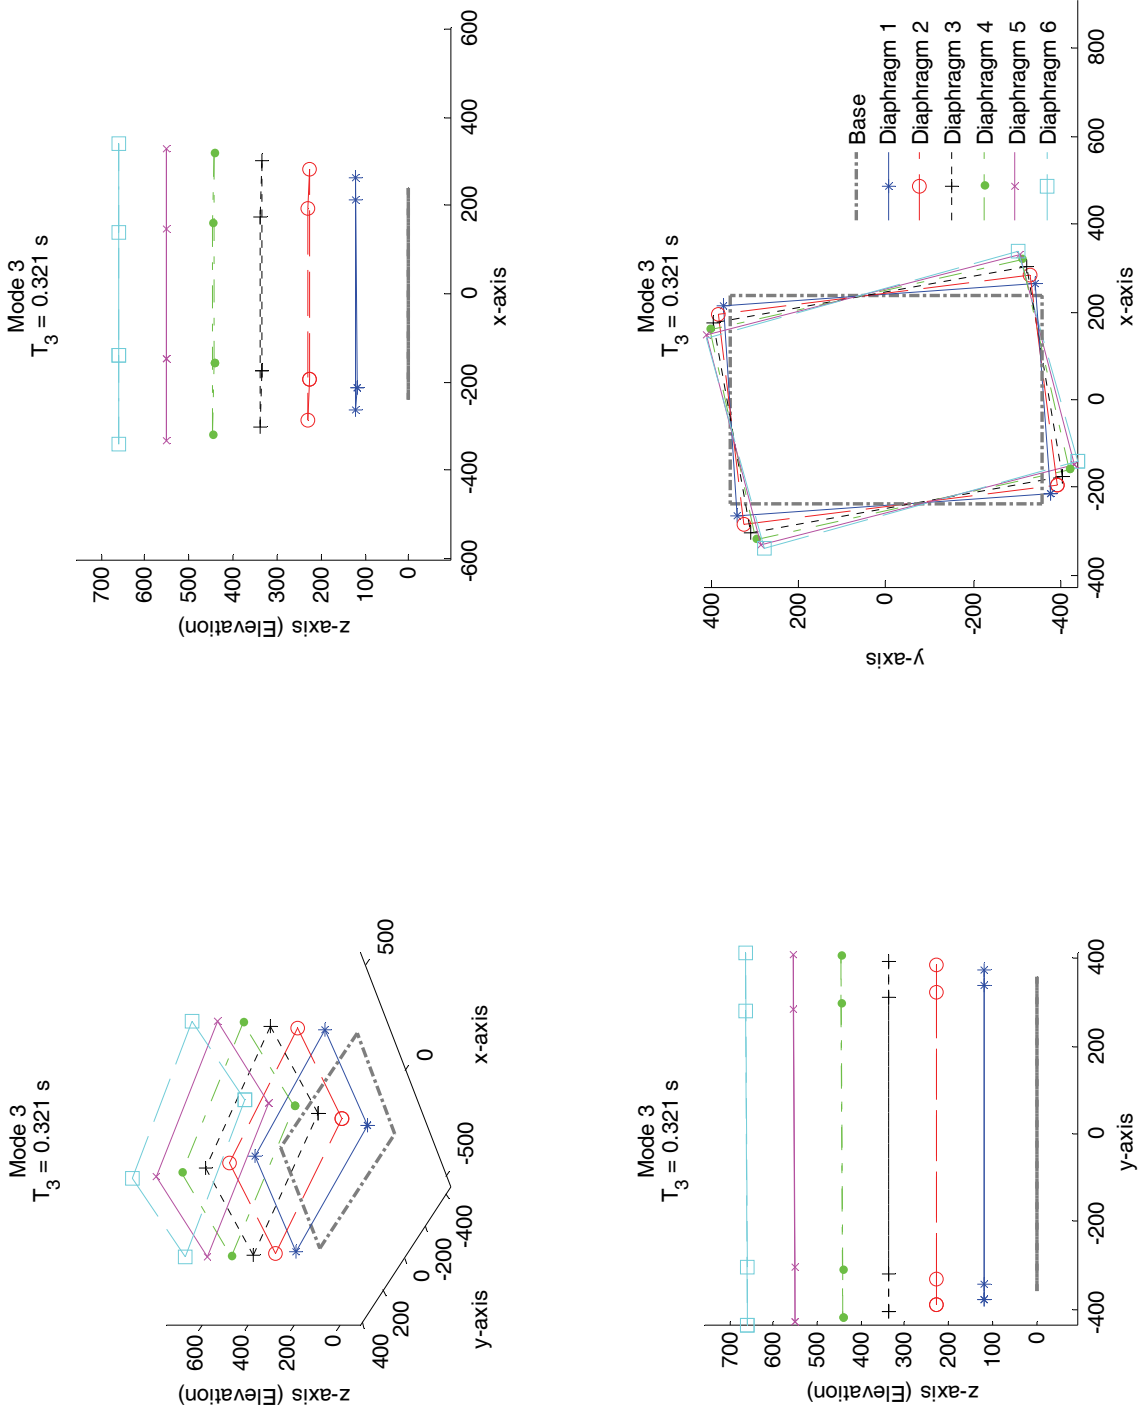 Mode 3
T3 = 0.321 s
z-axis (Elevation)
600
400
200
0
400
200
0
-200
-400
y-axis
-500
0
500
x-axis
Mode 3
T3 = 0.321 s
z-axis (Elevation)
700
600
500
400
300
200
100
0
-600
-400
-200
0
200
400
600
x-axis
Mode 3
T3 = 0.321 s
z-axis (Elevation)
700
600
500
400
300
200
100
0
-400
-200
0
200
400
y-axis
Mode 3
T3 = 0.321 s
y-axis
400
200
0
-200
-400
-400
-200
0
200
400
600
800
x-axis
Base
Diaphragm 1
Diaphragm 2
Diaphragm 3
Diaphragm 4
Diaphragm 5
Diaphragm 6